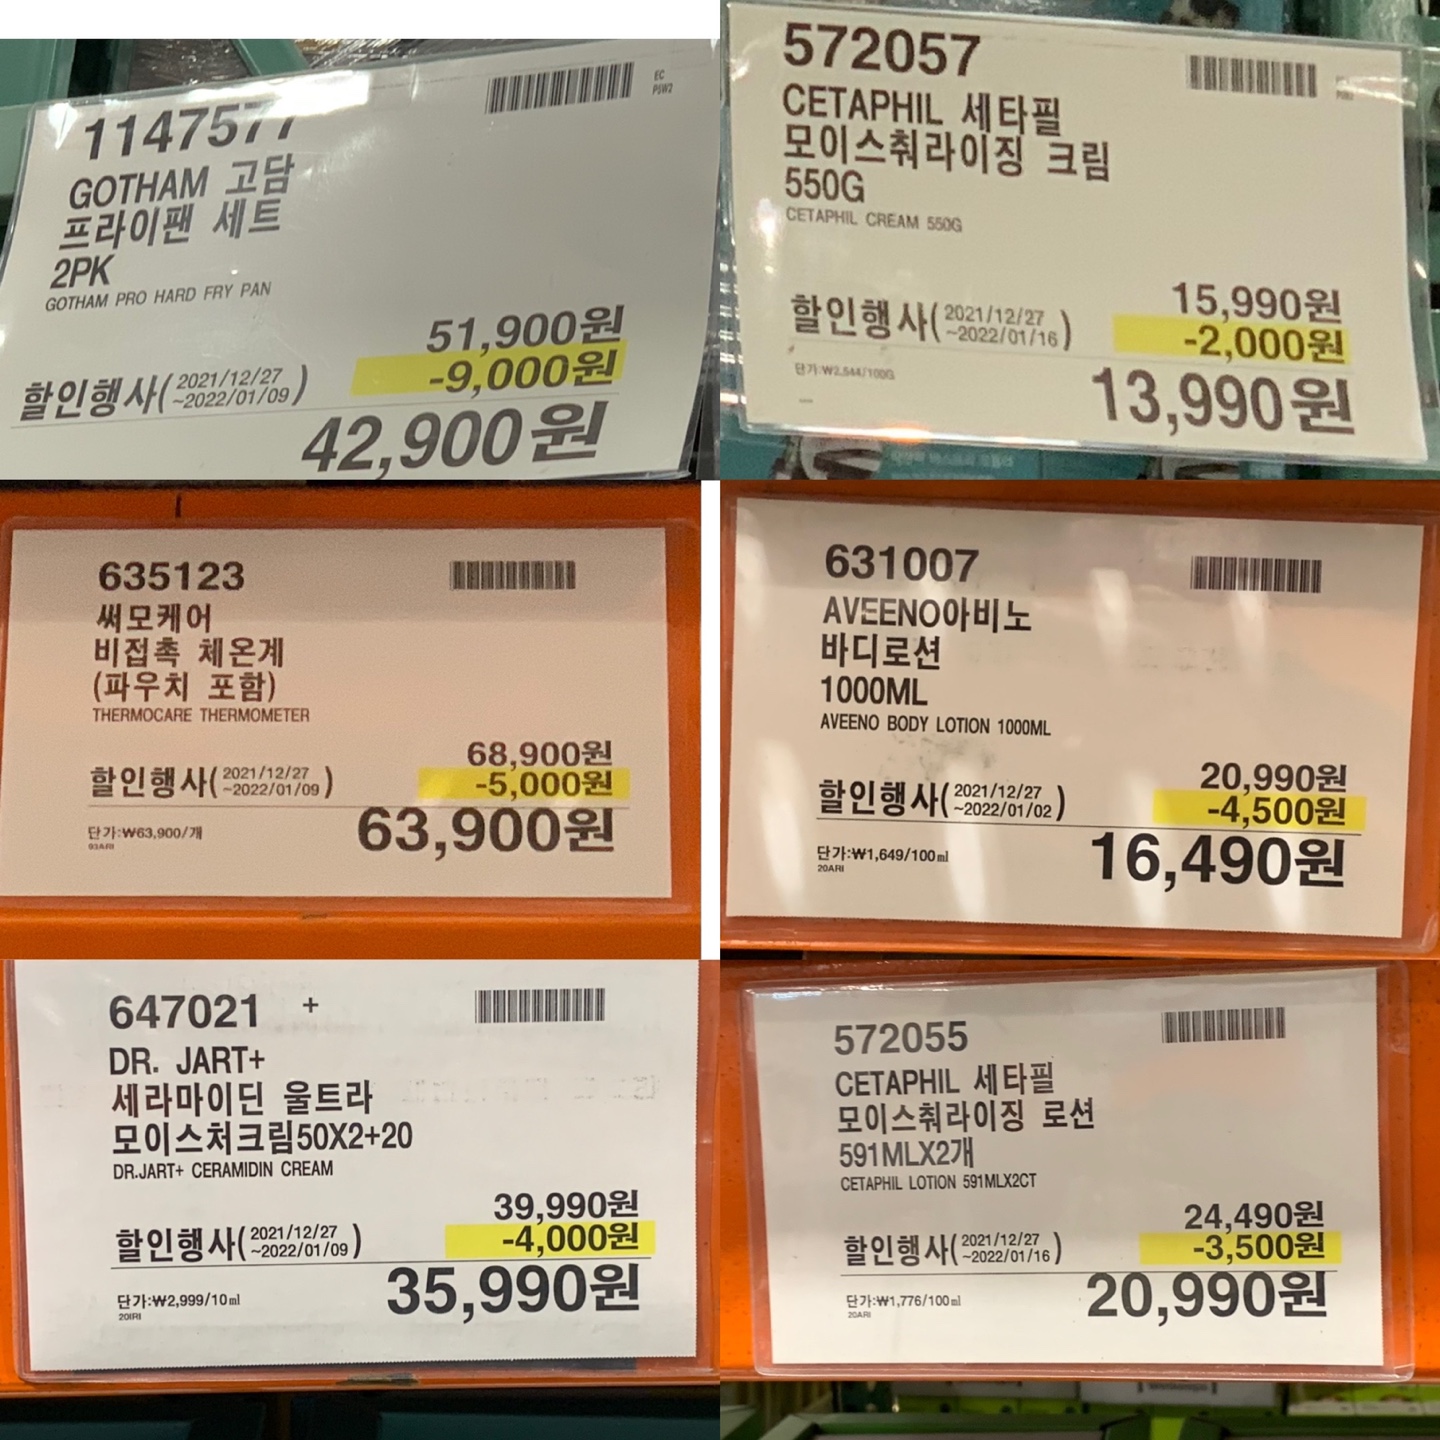 1147577
EC
PSW2
GOTHAM 고담
프라이팬 세트
2PK
GOTHAM PRO HARD FRY PAN
51,900원
할인행사(2021/12/27
~2022/01/09)
-9,000원
42,900원
572057
CETAPHIL 세타필
모이스춰라이징 크림
550G
CETAPHIL CREAM 550G
15,990원
할인행사(2021/12/27
~2022/01/16)
-2,000원
단가:₩2,544/100G
13,990원
635123
써모케어
비접촉 체온계
(파우치 포함)
THERMOCARE THERMOMETER
68,900원
할인행사(2021/12/27
~2022/01/09)
-5,000원
단가:₩63,900/개
93ARI
63,900원
631007
AVEENO아비노
바디로션
1000ML
AVEENO BODY LOTION 1000ML
20,990원
할인행사(2021/12/27
~2022/01/02)
-4,500원
단가:₩1,649/100㎖
20ARI
16,490원
647021 +
DR. JART+
세라마이딘 울트라
모이스처크림50X2+20
DR.JART+ CERAMIDIN CREAM
39,990원
할인행사(2021/12/27
~2022/01/09)
-4,000원
단가:₩2,999/10㎖
20IRI
35,990원
572055
CETAPHIL 세타필
모이스춰라이징 로션
591MLX2개
CETAPHIL LOTION 591MLX2CT
24,490원
할인행사(2021/12/27
~2022/01/16)
-3,500원
단가:₩1,776/100㎖
20ARI
20,990원